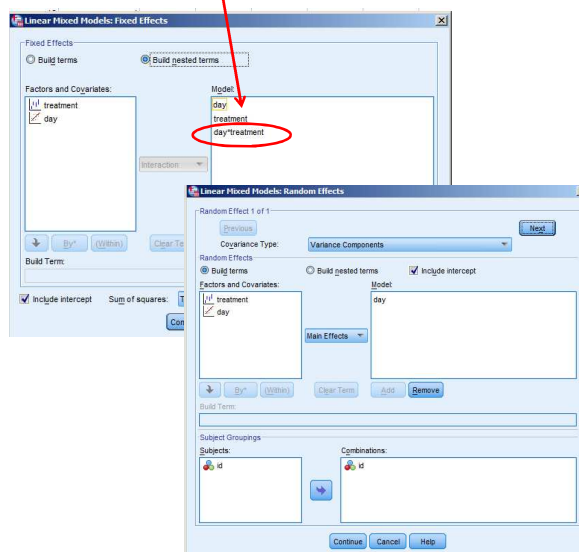 Linear Mixed Models: Fixed Effects
Fixed Effects
Build terms
Build nested terms
Factors and Covariates:
Model:
treatment
day
day
treatment
day*treatment
Interaction
By*
(Within)
Build Term:
Include intercept
Sum of squares:
Linear Mixed Models: Random Effects
Random Effect 1 of 1
Previous
Next
Covariance Type:
Variance Components
Random Effects
Build terms
Build nested terms
Include intercept
Factors and Covariates:
Model:
treatment
day
day
Main Effects
By*
(Within)
Clear Term
Add
Remove
Build Term:
Subject Groupings
Subjects:
Combinations:
id
id
Continue
Cancel
Help